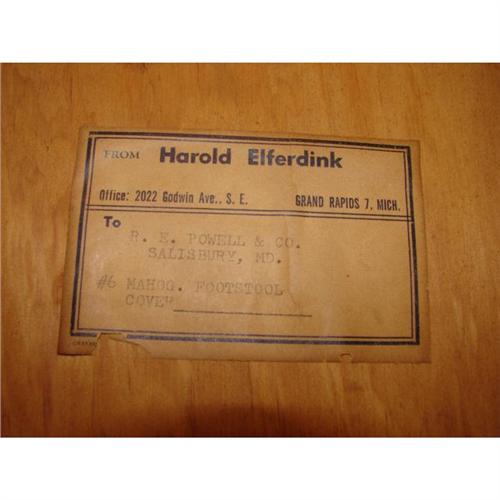 FROM Harold Elferdink
Office: 2022 Godwin Ave., S. E. GRAND RAPIDS 7, MICH.
To
R. E. POWELL & CO.
SALISBURY, MD.
#6 MAHOG. FOOTSTOOL
COVER